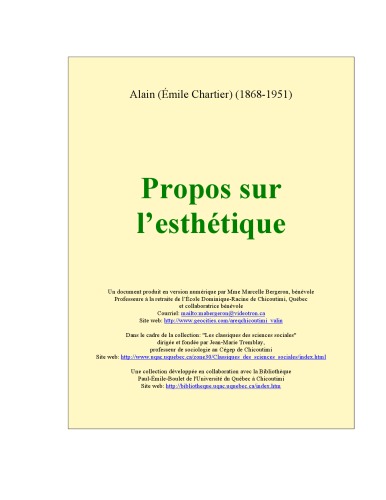 Alain (Émile Chartier) (1868-1951)
Propos sur
l’esthétique
Un document produit en version numérique par Mme Marcelle Bergeron, bénévole
Professeure à la retraite de l’École Dominique-Racine de Chicoutimi, Québec
et collaboratrice bénévole
Courriel: mailto:mabergeron@videotron.ca
Site web: http://www.geocities.com/areqchicoutimi_valin
Dans le cadre de la collection: "Les classiques des sciences sociales"
dirigée et fondée par Jean-Marie Tremblay,
professeur de sociologie au Cégep de Chicoutimi
Site web: http://www.uqac.uquebec.ca/zone30/Classiques_des_sciences_sociales/index.html
Une collection développée en collaboration avec la Bibliothèque
Paul-Émile-Boulet de l'Université du Québec à Chicoutimi
Site web: http://bibliotheque.uqac.uquebec.ca/index.htm